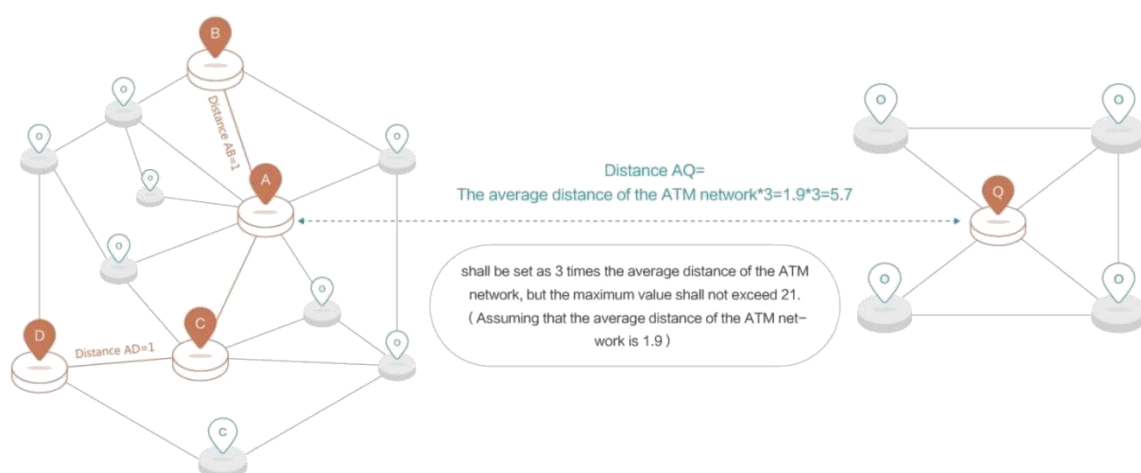 B
O
Distance AB=1
O
O
O
O
O
A
Distance AQ=
The average distance of the ATM network*3=1.9*3=5.7
Q
O
O
shall be set as 3 times the average distance of the ATM
network, but the maximum value shall not exceed 21.
( Assuming that the average distance of the ATM net-
work is 1.9 )
O
O
O
D
C
Distance AD=1
O
C